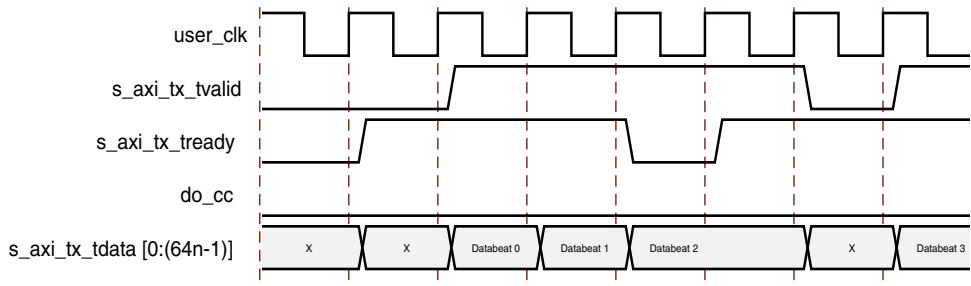 user_clk
s_axi_tx_tvalid
s_axi_tx_tready
do_cc
s_axi_tx_tdata [0:(64n-1)] X X Databeat 0 Databeat 1 Databeat 2 X Databeat 3